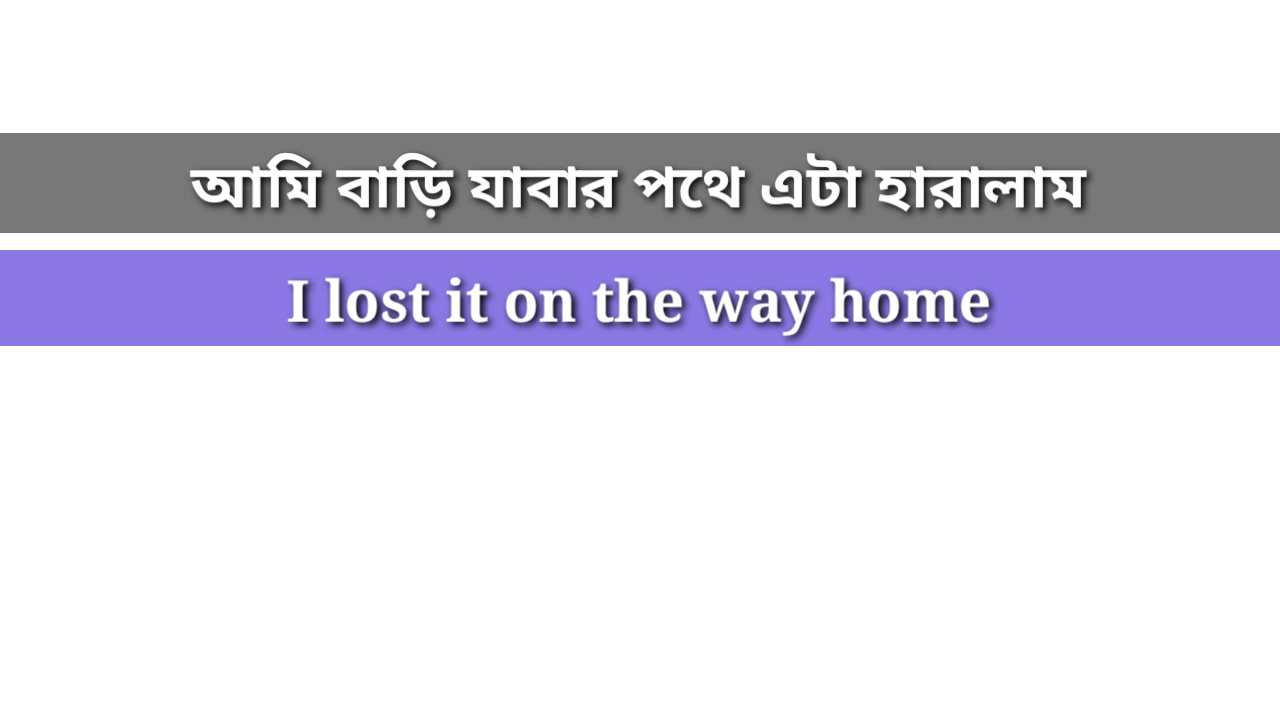 আমি বাড়ি যাবার পথে এটা হারালাম
I lost it on the way home